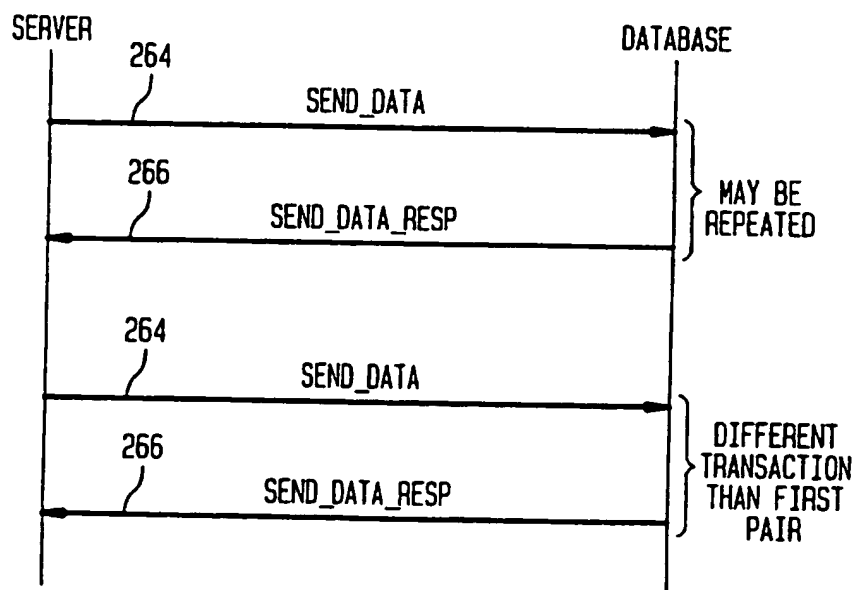 SERVER
DATABASE
264
SEND_DATA
266
SEND_DATA_RESP
MAY BE
REPEATED
264
SEND_DATA
266
SEND_DATA_RESP
DIFFERENT
TRANSACTION
THAN FIRST
PAIR